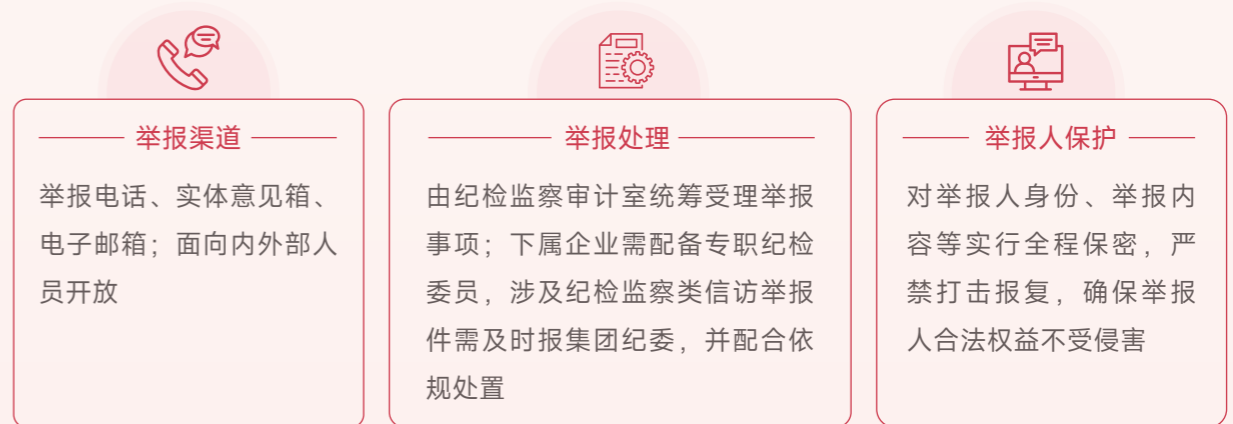 举报渠道
举报电话、实体意见箱、
电子邮箱；面向内外部人
员开放
举报处理
由纪检监察审计室统筹受理举报
事项；下属企业需配备专职纪检
委员，涉及纪检监察类信访举报
件需及时报集团纪委，并配合依
规处置
举报人保护
对举报人身份、举报内
容等实行全程保密，严
禁打击报复，确保举报
人合法权益不受侵害